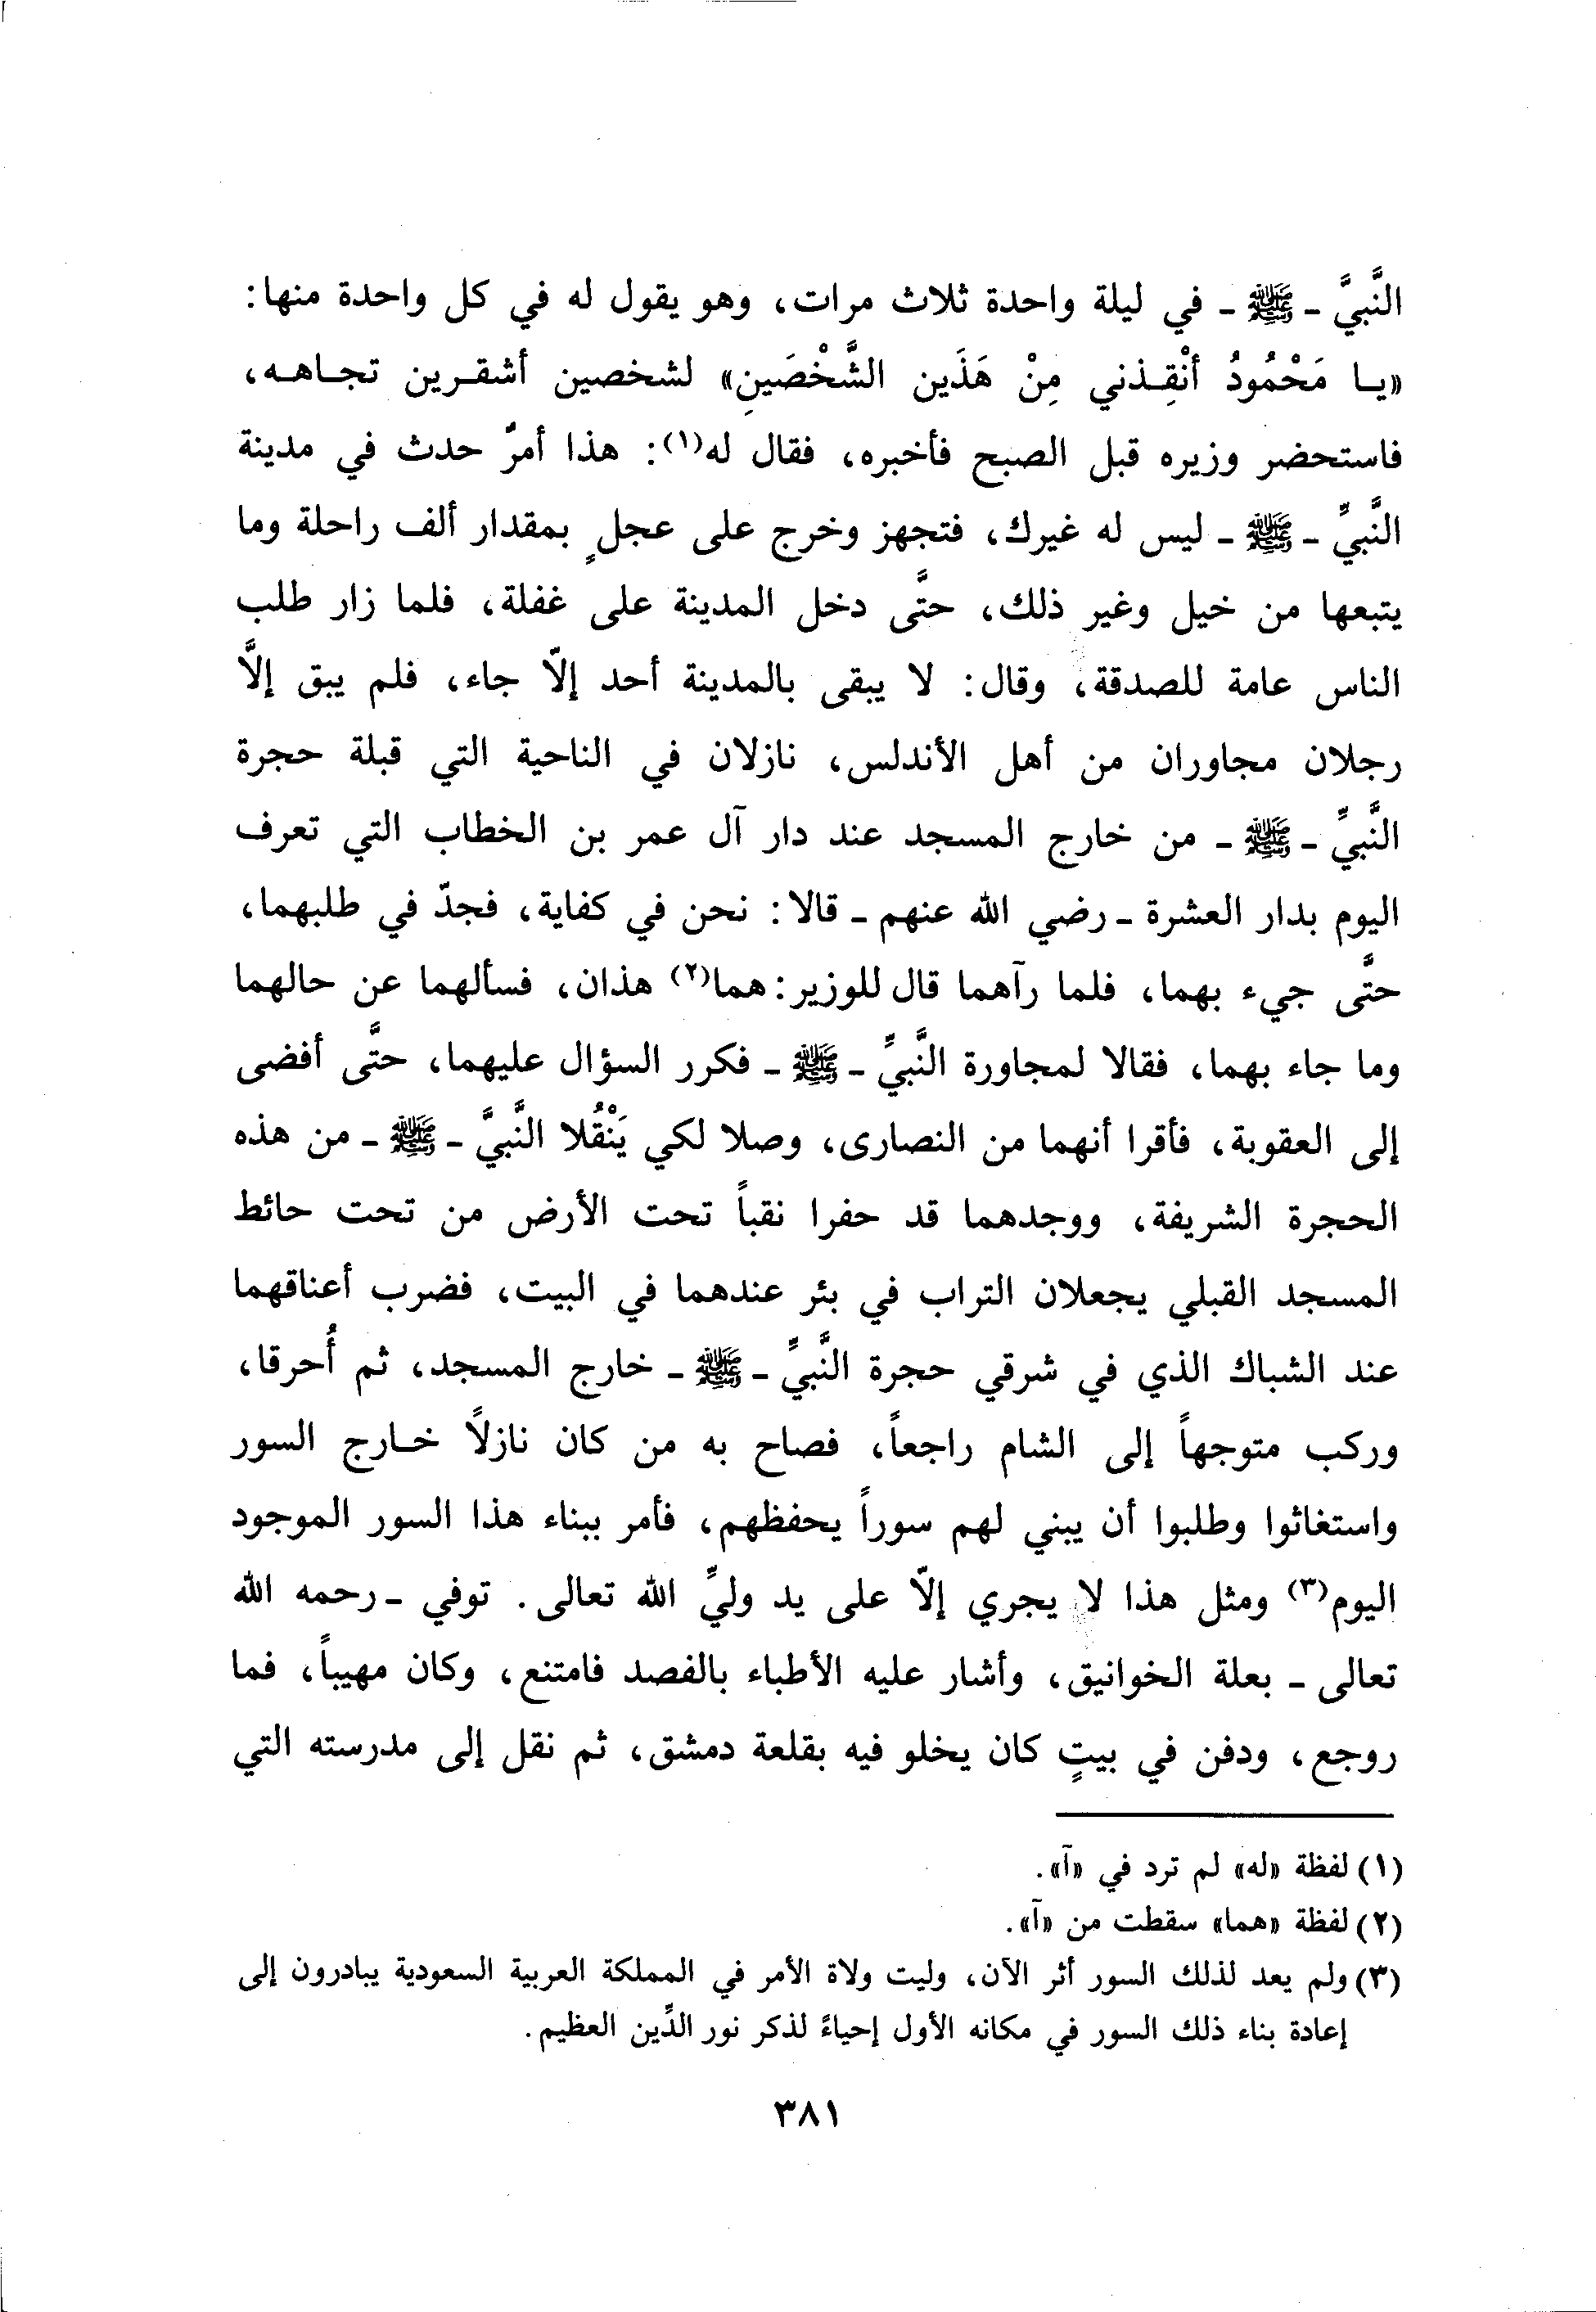 النَّبيَّ ـ ﷺ ـ في ليلة واحدة ثلاث مرات، وهو يقول له في كل واحدة منها:
«يـا مَحْمُودُ أنْقِـذني مِنْ هَذَين الشَّخْصَينِ» لشخصين أشقـرين تجـاهـه،
فاستحضر وزيره قبل الصبح فأخبره، فقال له(١): هذا أمرٌ حدث في مدينة
النَّبيِّ ـ ﷺ ـ ليس له غيرك، فتجهز وخرج على عجلٍ بمقدار ألف راحلة وما
يتبعها من خيل وغير ذلك، حتَّى دخل المدينة على غفلة، فلما زار طلب
الناس عامة للصدقة، وقال: لا يبقى بالمدينة أحد إلاّ جاء، فلم يبق إلاَّ
رجلان مجاوران من أهل الأندلس، نازلان في الناحية التي قبلة حجرة
النَّبيِّ ـ ﷺ ـ من خارج المسجد عند دار آل عمر بن الخطاب التي تعرف
اليوم بدار العشرة ـ رضي الله عنهم ـ قالا: نحن في كفاية، فجدّ في طلبهما،
حتَّى جيء بهما، فلما رآهما قال للوزير: هما(٢) هذان، فسألهما عن حالهما
وما جاء بهما، فقالا لمجاورة النَّبيِّ ـ ﷺ ـ فكرر السؤال عليهما، حتَّى أفضى
إلى العقوبة، فأقرا أنهما من النصارى، وصلا لكي يَنْقُلا النَّبيَّ ـ ﷺ ـ من هذه
الحجرة الشريفة، ووجدهما قد حفرا نقباً تحت الأرض من تحت حائط
المسجد القبلي يجعلان التراب في بئر عندهما في البيت، فضرب أعناقهما
عند الشباك الذي في شرقي حجرة النَّبيِّ ـ ﷺ ـ خارج المسجد، ثم أُحرقا،
وركب متوجهاً إلى الشام راجعاً، فصاح به من كان نازلاً خـارج السور
واستغاثوا وطلبوا أن يبني لهم سوراً يحفظهم، فأمر ببناء هذا السور الموجود
اليوم(٣) ومثل هذا لا يجري إلاّ على يد وليِّ الله تعالى. توفي ـ رحمه الله
تعالى ـ بعلة الخوانيق، وأشار عليه الأطباء بالفصد فامتنع، وكان مهيباً، فما
روجع، ودفن في بيتٍ كان يخلو فيه بقلعة دمشق، ثم نقل إلى مدرسته التي
(١) لفظة «له» لم ترد في «آ».
(٢) لفظة «هما» سقطت من «آ».
(٣) ولم يعد لذلك السور أثر الآن، وليت ولاة الأمر في المملكة العربية السعودية يبادرون إلى
إعادة بناء ذلك السور في مكانه الأول إحياءً لذكر نور الدِّين العظيم.
٣٨١